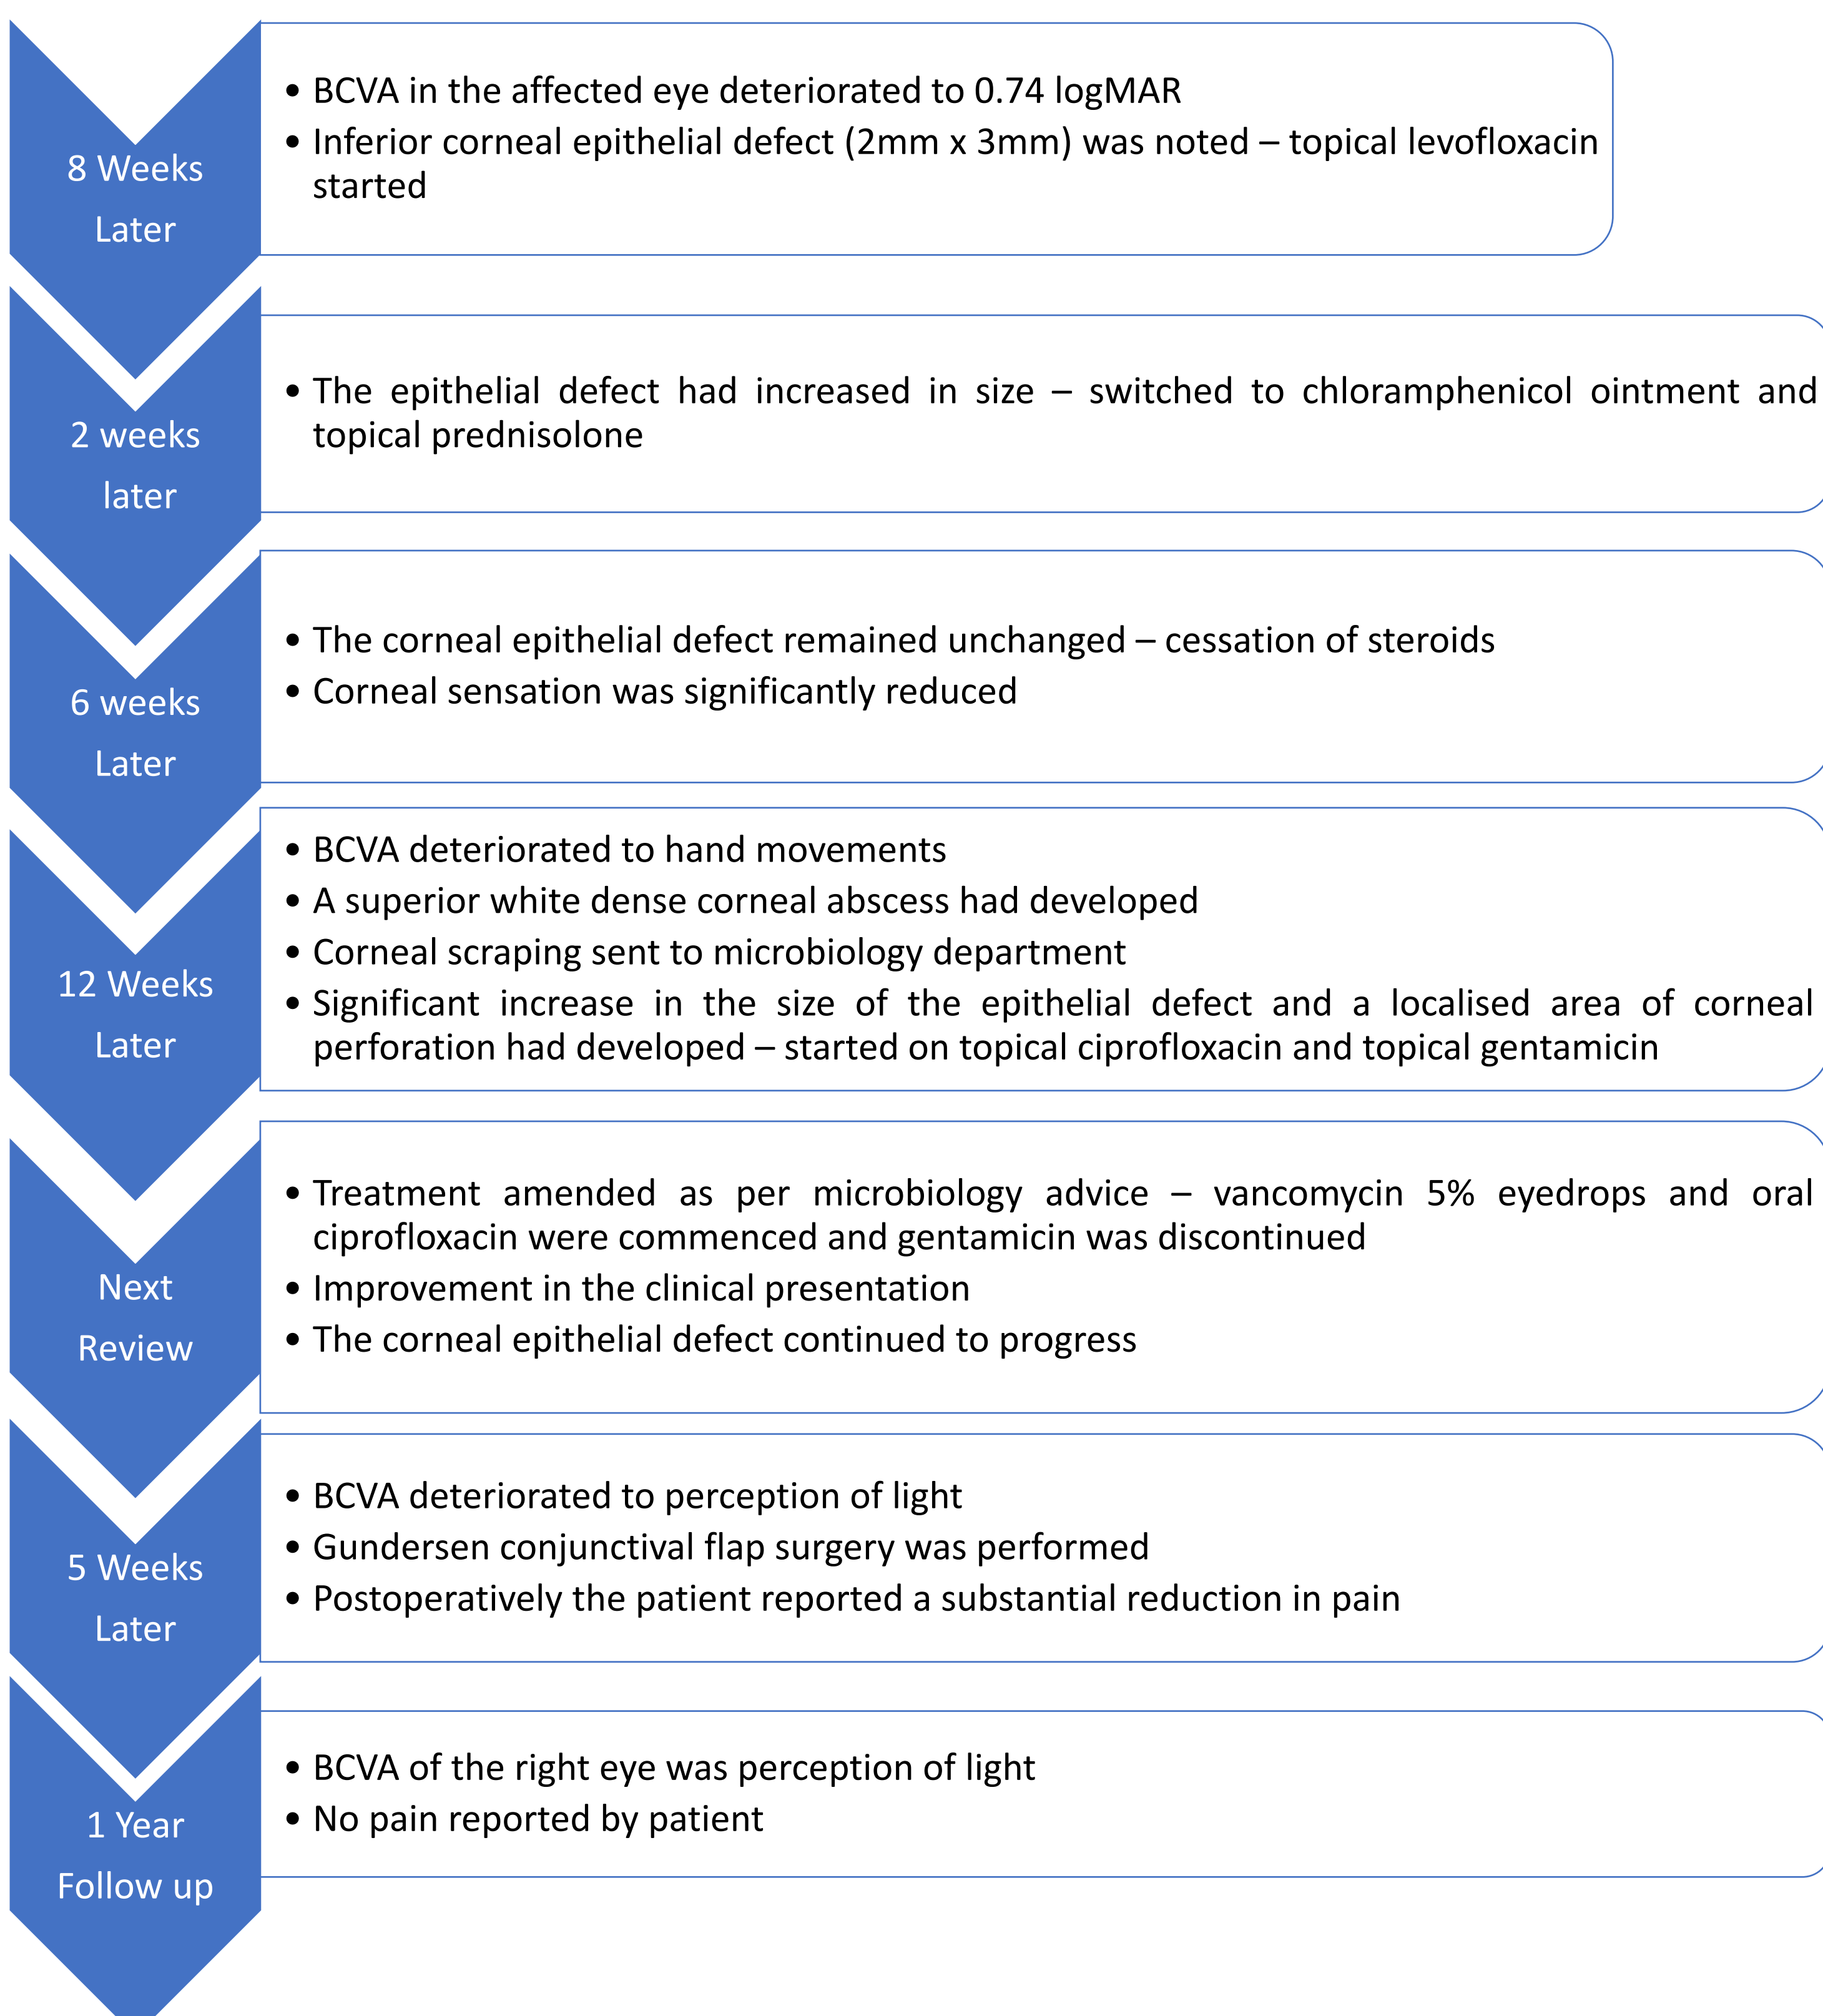 8 Weeks
Later
• BCVA in the affected eye deteriorated to 0.74 logMAR
• Inferior corneal epithelial defect (2mm x 3mm) was noted – topical levofloxacin
started
2 weeks
later
• The epithelial defect had increased in size – switched to chloramphenicol ointment and
topical prednisolone
6 weeks
Later
• The corneal epithelial defect remained unchanged – cessation of steroids
• Corneal sensation was significantly reduced
12 Weeks
Later
• BCVA deteriorated to hand movements
• A superior white dense corneal abscess had developed
• Corneal scraping sent to microbiology department
• Significant increase in the size of the epithelial defect and a localised area of corneal
perforation had developed – started on topical ciprofloxacin and topical gentamicin
Next
Review
• Treatment amended as per microbiology advice – vancomycin 5% eyedrops and oral
ciprofloxacin were commenced and gentamicin was discontinued
• Improvement in the clinical presentation
• The corneal epithelial defect continued to progress
5 Weeks
Later
• BCVA deteriorated to perception of light
• Gundersen conjunctival flap surgery was performed
• Postoperatively the patient reported a substantial reduction in pain
1 Year
Follow up
• BCVA of the right eye was perception of light
• No pain reported by patient